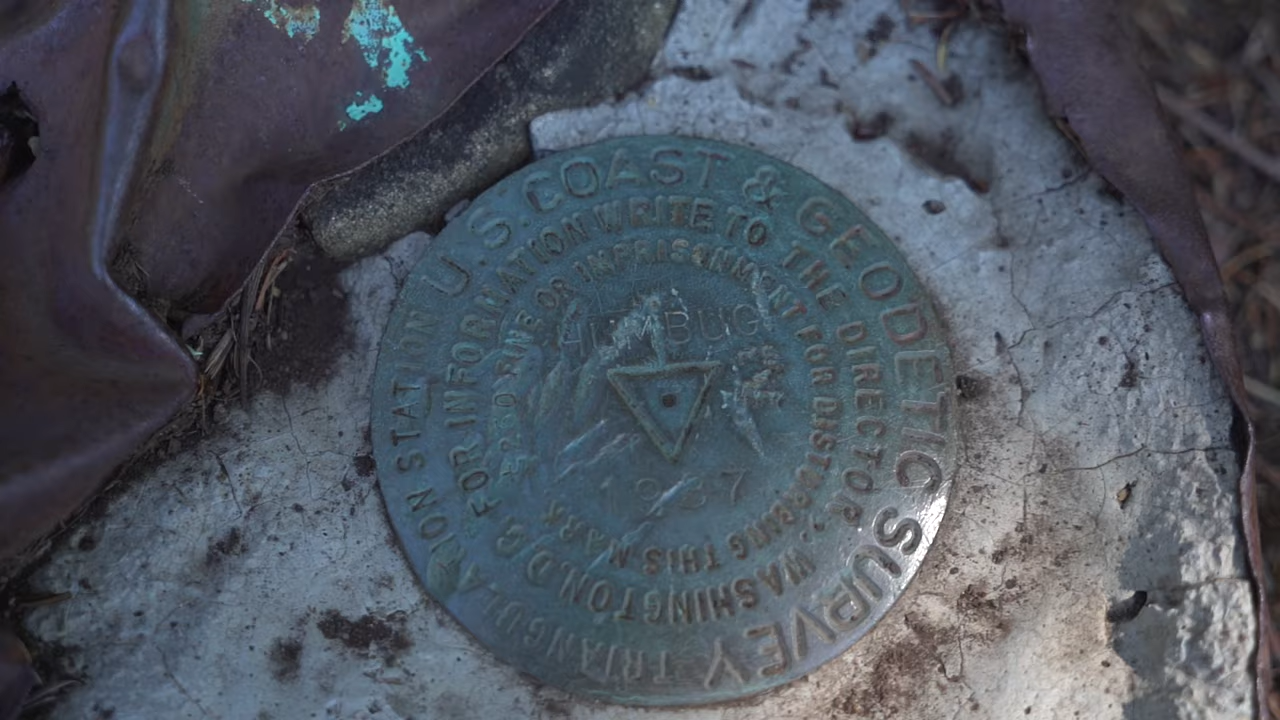 U.S. COAST & GEODETIC SURVEY
TRIANGULATION STATION
FOR INFORMATION WRITE TO THE DIRECTOR, WASHINGTON, D.C.
$250 FINE OR IMPRISONMENT FOR DISTURBING THIS MARK
HUMBUG